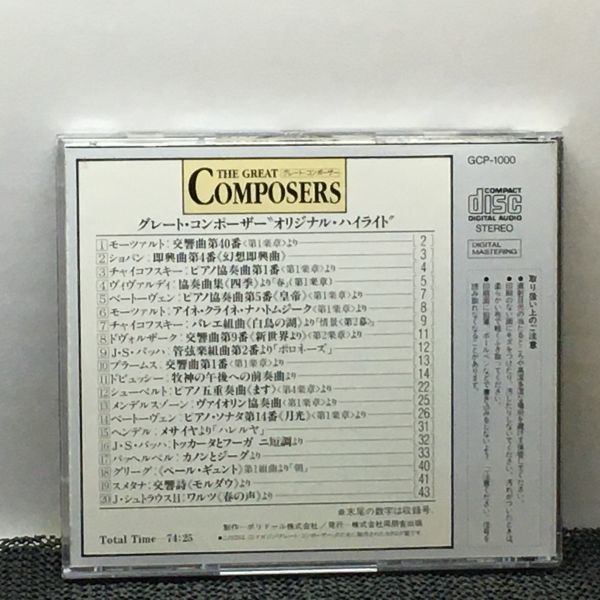 THE GREAT グレート・コンポーザー
COMPOSERS
グレート・コンポーザー“オリジナル・ハイライト”
1 モーツァルト：交響曲第40番〈第1楽章〉より 2
2 ショパン：即興曲第4番《幻想即興曲》 3
3 チャイコフスキー：ピアノ協奏曲第1番〈第1楽章〉より 4
4 ヴィヴァルディ：協奏曲集《四季》より「春」〈第1楽章〉 5
5 ベートーヴェン：ピアノ協奏曲第5番《皇帝》〈第1楽章〉より 7
6 モーツァルト：アイネ・クライネ・ナハトムジーク〈第1楽章〉より 8
7 チャイコフスキー：バレエ組曲《白鳥の湖》より「情景〈第2幕〉」 9
8 ドヴォルザーク：交響曲第9番《新世界より》〈第2楽章〉より 11
9 J・S・バッハ：管弦楽組曲第2番より「ポロネーズ」 12
10 ブラームス：交響曲第1番〈第1楽章〉より 13
11 ドビュッシー：牧神の午後への前奏曲より 14
12 シューベルト：ピアノ五重奏曲《ます》〈第4楽章〉より 22
13 メンデルスゾーン：ヴァイオリン協奏曲〈第1楽章〉より 25
14 ベートーヴェン：ピアノ・ソナタ第14番《月光》〈第1楽章〉より 26
15 ヘンデル：メサイヤより「ハレルヤ」 31
16 J・S・バッハ：トッカータとフーガ ニ短調より 32
17 パッヘルベル：カノンとジーグより 33
18 グリーグ：《ペール・ギュント》第1組曲より「朝」 40
19 スメタナ：交響詩《モルダウ》より 41
20 J・シュトラウスII：ワルツ《春の声》より 43
※末尾の数字は収録号。
制作─ポリドール株式会社／発行─株式会社同朋舎出版
Total Time─74:25
GCP-1000
COMPACT
disc
DIGITAL AUDIO
STEREO
DIGITAL
MASTERING
取り扱い上のご注意